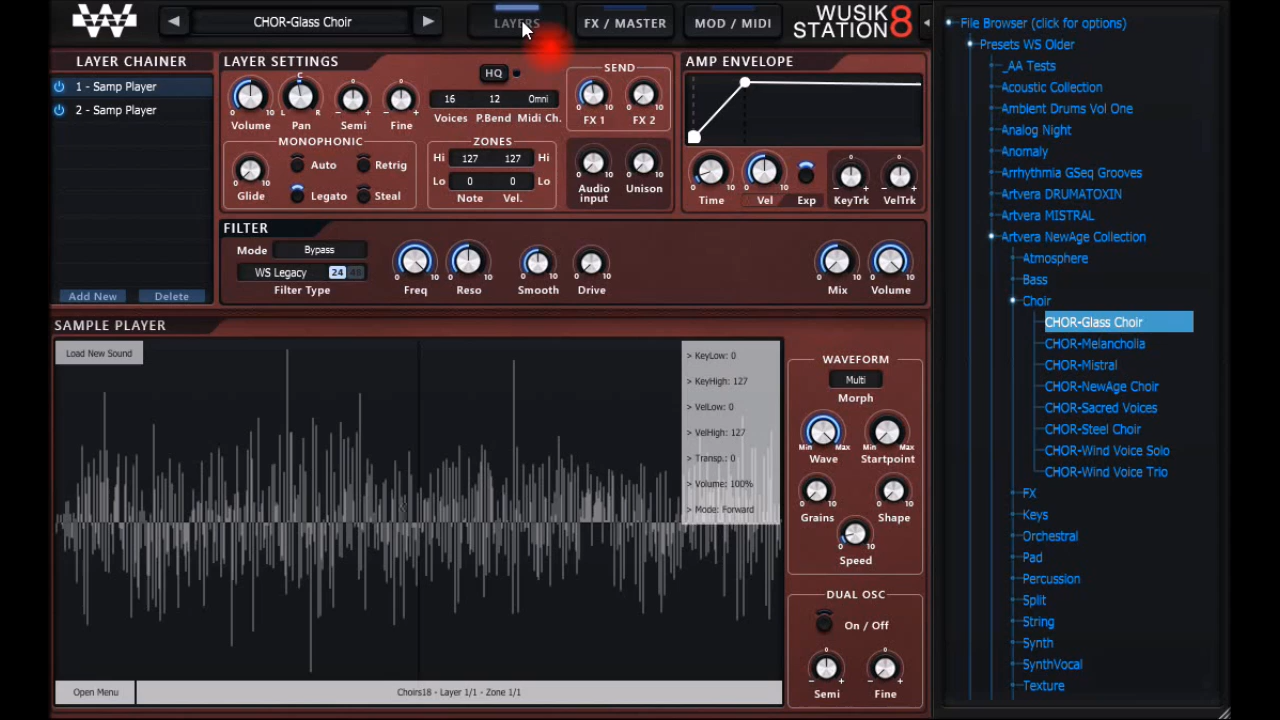 CHOR-Glass Choir
LAYERS
FX / MASTER
MOD / MIDI
WUSIK
STATION 8
LAYER CHAINER
1 - Samp Player
2 - Samp Player
Add New
Delete
LAYER SETTINGS
HQ
Volume
Pan
Semi
Fine
16 12 Omni
Voices P.Bend Midi Ch.
SEND
FX 1
FX 2
MONOPHONIC
Glide
Auto
Retrig
Legato
Steal
ZONES
Hi 127 127 Hi
Lo 0 0 Lo
Note Vel.
Audio input
Unison
AMP ENVELOPE
Time
Vel
Exp
KeyTrk
VelTrk
FILTER
Mode Bypass
WS Legacy 24 48
Filter Type
Freq
Reso
Smooth
Drive
Mix
Volume
SAMPLE PLAYER
Load New Sound
> KeyLow: 0
> KeyHigh: 127
> VelLow: 0
> VelHigh: 127
> Transp.: 0
> Volume: 100%
> Mode: Forward
Open Menu
Choirs18 - Layer 1/1 - Zone 1/1
WAVEFORM
Multi
Morph
Min Max
Wave
Min Max
Startpoint
Grains
Shape
Speed
DUAL OSC
On / Off
Semi
Fine
File Browser (click for options)
Presets WS Older
_AA Tests
Acoustic Collection
Ambient Drums Vol One
Analog Night
Anomaly
Arrhythmia GSeq Grooves
Artvera DRUMATOXIN
Artvera MISTRAL
Artvera NewAge Collection
Atmosphere
Bass
Choir
CHOR-Glass Choir
CHOR-Melancholia
CHOR-Mistral
CHOR-NewAge Choir
CHOR-Sacred Voices
CHOR-Steel Choir
CHOR-Wind Voice Solo
CHOR-Wind Voice Trio
FX
Keys
Orchestral
Pad
Percussion
Split
String
Synth
SynthVocal
Texture